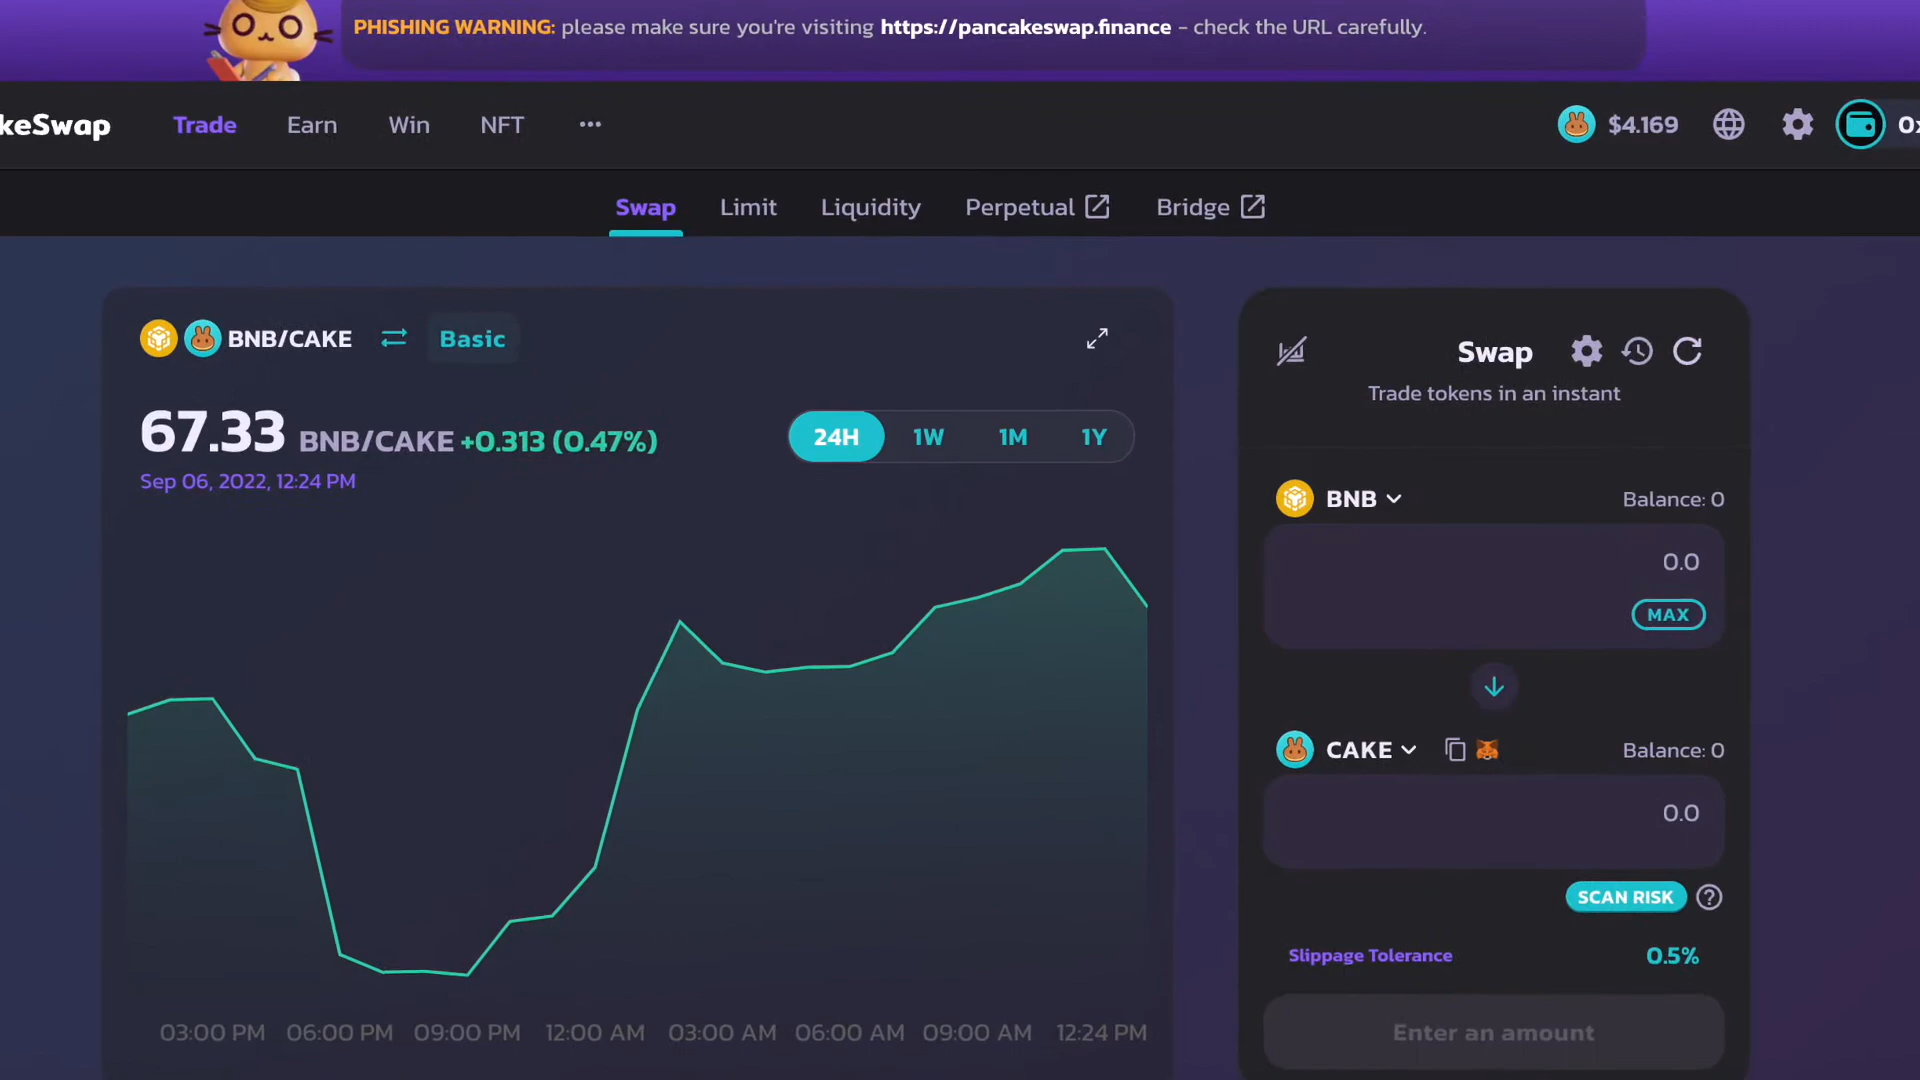 PHISHING WARNING: please make sure you're visiting https://pancakeswap.finance - check the URL carefully.
keSwap Trade Earn Win NFT $4.169 0x
Swap Limit Liquidity Perpetual Bridge
BNB/CAKE Basic
67.33 BNB/CAKE +0.313 (0.47%)
24H 1W 1M 1Y
Sep 06, 2022, 12:24 PM
03:00 PM 06:00 PM 09:00 PM 12:00 AM 03:00 AM 06:00 AM 09:00 AM 12:24 PM
Swap
Trade tokens in an instant
BNB Balance: 0
0.0
MAX
CAKE Balance: 0
0.0
SCAN RISK
Slippage Tolerance 0.5%
Enter an amount